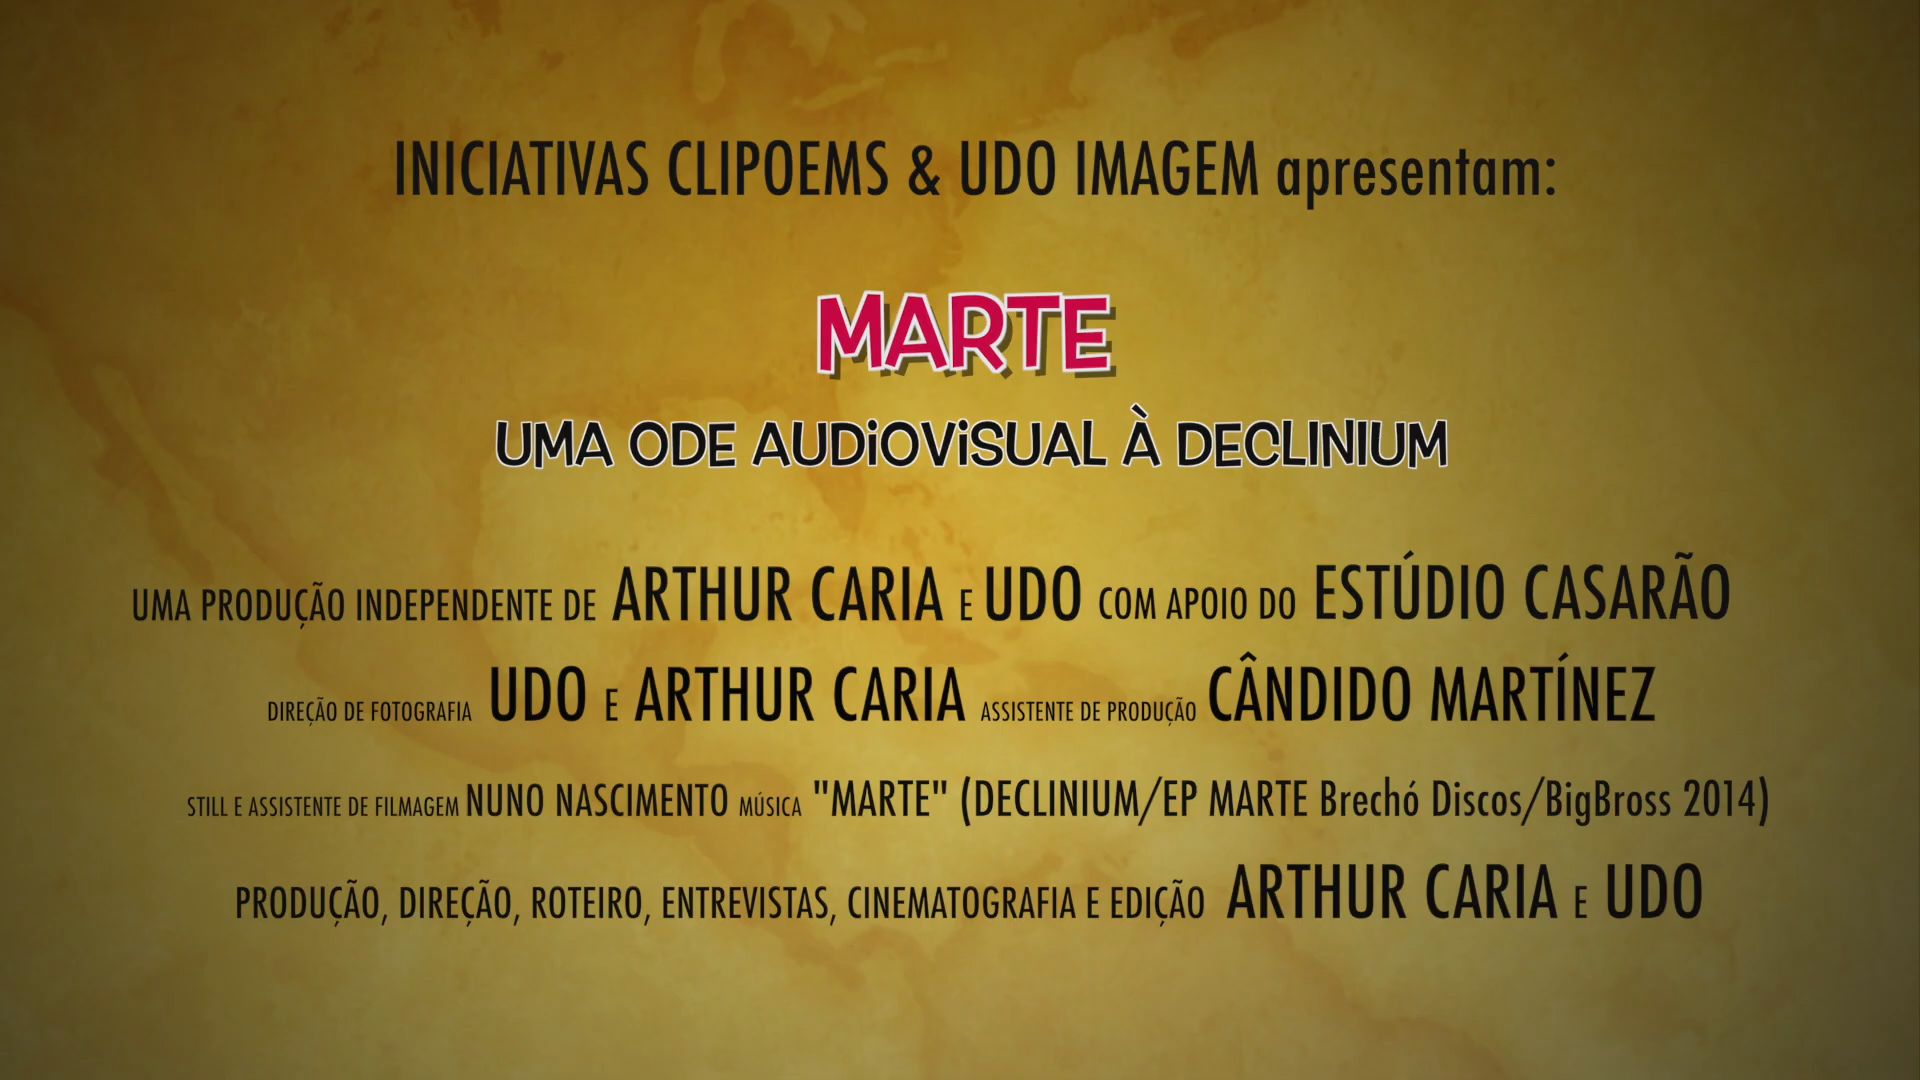 INICIATIVAS CLIPOEMS & UDO IMAGEM apresentam:
MARTE
UMA ODE AUDiOViSUAL À DECLINIUM
UMA PRODUÇÃO INDEPENDENTE DE ARTHUR CARIA E UDO COM APOIO DO ESTÚDIO CASARÃO
DIREÇÃO DE FOTOGRAFIA UDO E ARTHUR CARIA ASSISTENTE DE PRODUÇÃO CÂNDIDO MARTÍNEZ
STILL E ASSISTENTE DE FILMAGEM NUNO NASCIMENTO MÚSICA "MARTE" (DECLINIUM/EP MARTE Brechó Discos/BigBross 2014)
PRODUÇÃO, DIREÇÃO, ROTEIRO, ENTREVISTAS, CINEMATOGRAFIA E EDIÇÃO ARTHUR CARIA E UDO